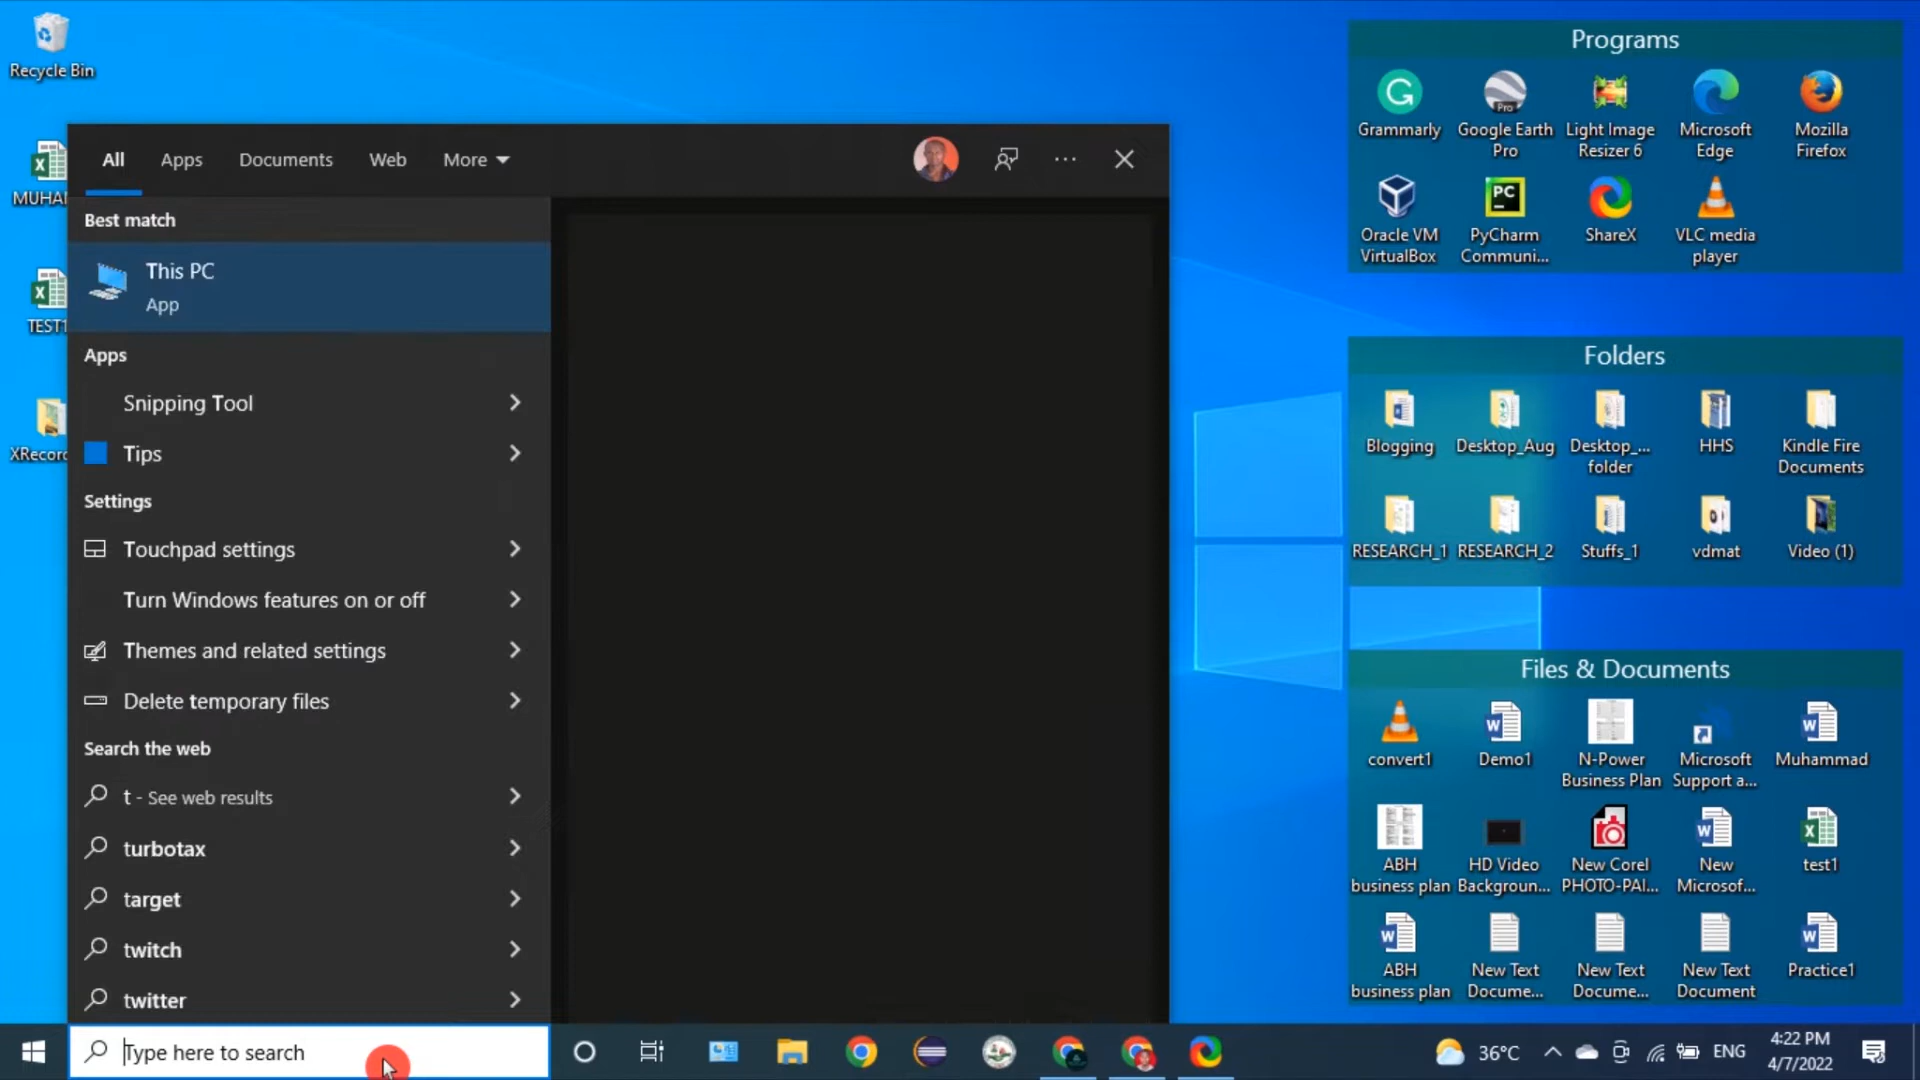 Recycle Bin
MUHA
TEST1
XRecor
All Apps Documents Web More
Best match
This PC
App
Apps
Snipping Tool
Tips
Settings
Touchpad settings
Turn Windows features on or off
Themes and related settings
Delete temporary files
Search the web
t - See web results
turbotax
target
twitch
twitter
Type here to search
Programs
Grammarly
Google Earth
Pro
Light Image
Resizer 6
Microsoft
Edge
Mozilla
Firefox
Oracle VM
VirtualBox
PC
PyCharm
Communi...
ShareX
VLC media
player
Folders
Blogging
Desktop_Aug
Desktop_...
folder
HHS
Kindle Fire
Documents
RESEARCH_1
RESEARCH_2
Stuffs_1
vdmat
Video (1)
Files & Documents
convert1
Demo1
N-Power
Business Plan
Microsoft
Support a...
Muhammad
ABH
business plan
HD Video
Backgroun...
New Corel
PHOTO-PAI...
New
Microsof...
test1
ABH
business plan
New Text
Docume...
New Text
Docume...
New Text
Document
Practice1
36°C
ENG
4:22 PM
4/7/2022